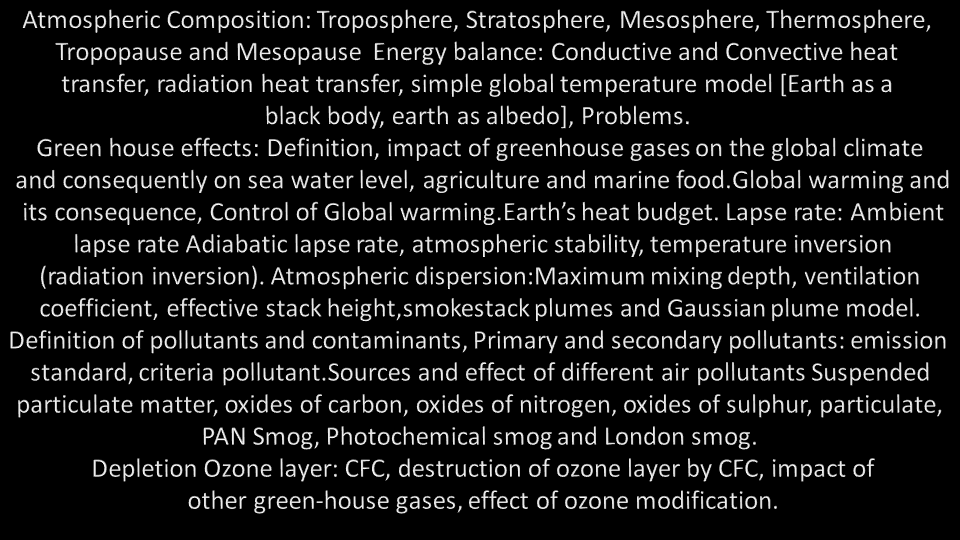 Atmospheric Composition: Troposphere, Stratosphere, Mesosphere, Thermosphere,
Tropopause and Mesopause  Energy balance: Conductive and Convective heat
transfer, radiation heat transfer, simple global temperature model [Earth as a
black body, earth as albedo], Problems.
Green house effects: Definition, impact of greenhouse gases on the global climate
and consequently on sea water level, agriculture and marine food.Global warming and
its consequence, Control of Global warming.Earth’s heat budget. Lapse rate: Ambient
lapse rate Adiabatic lapse rate, atmospheric stability, temperature inversion
(radiation inversion). Atmospheric dispersion:Maximum mixing depth, ventilation
coefficient, effective stack height,smokestack plumes and Gaussian plume model.
Definition of pollutants and contaminants, Primary and secondary pollutants: emission
standard, criteria pollutant.Sources and effect of different air pollutants Suspended
particulate matter, oxides of carbon, oxides of nitrogen, oxides of sulphur, particulate,
PAN Smog, Photochemical smog and London smog.
Depletion Ozone layer: CFC, destruction of ozone layer by CFC, impact of
other green-house gases, effect of ozone modification.